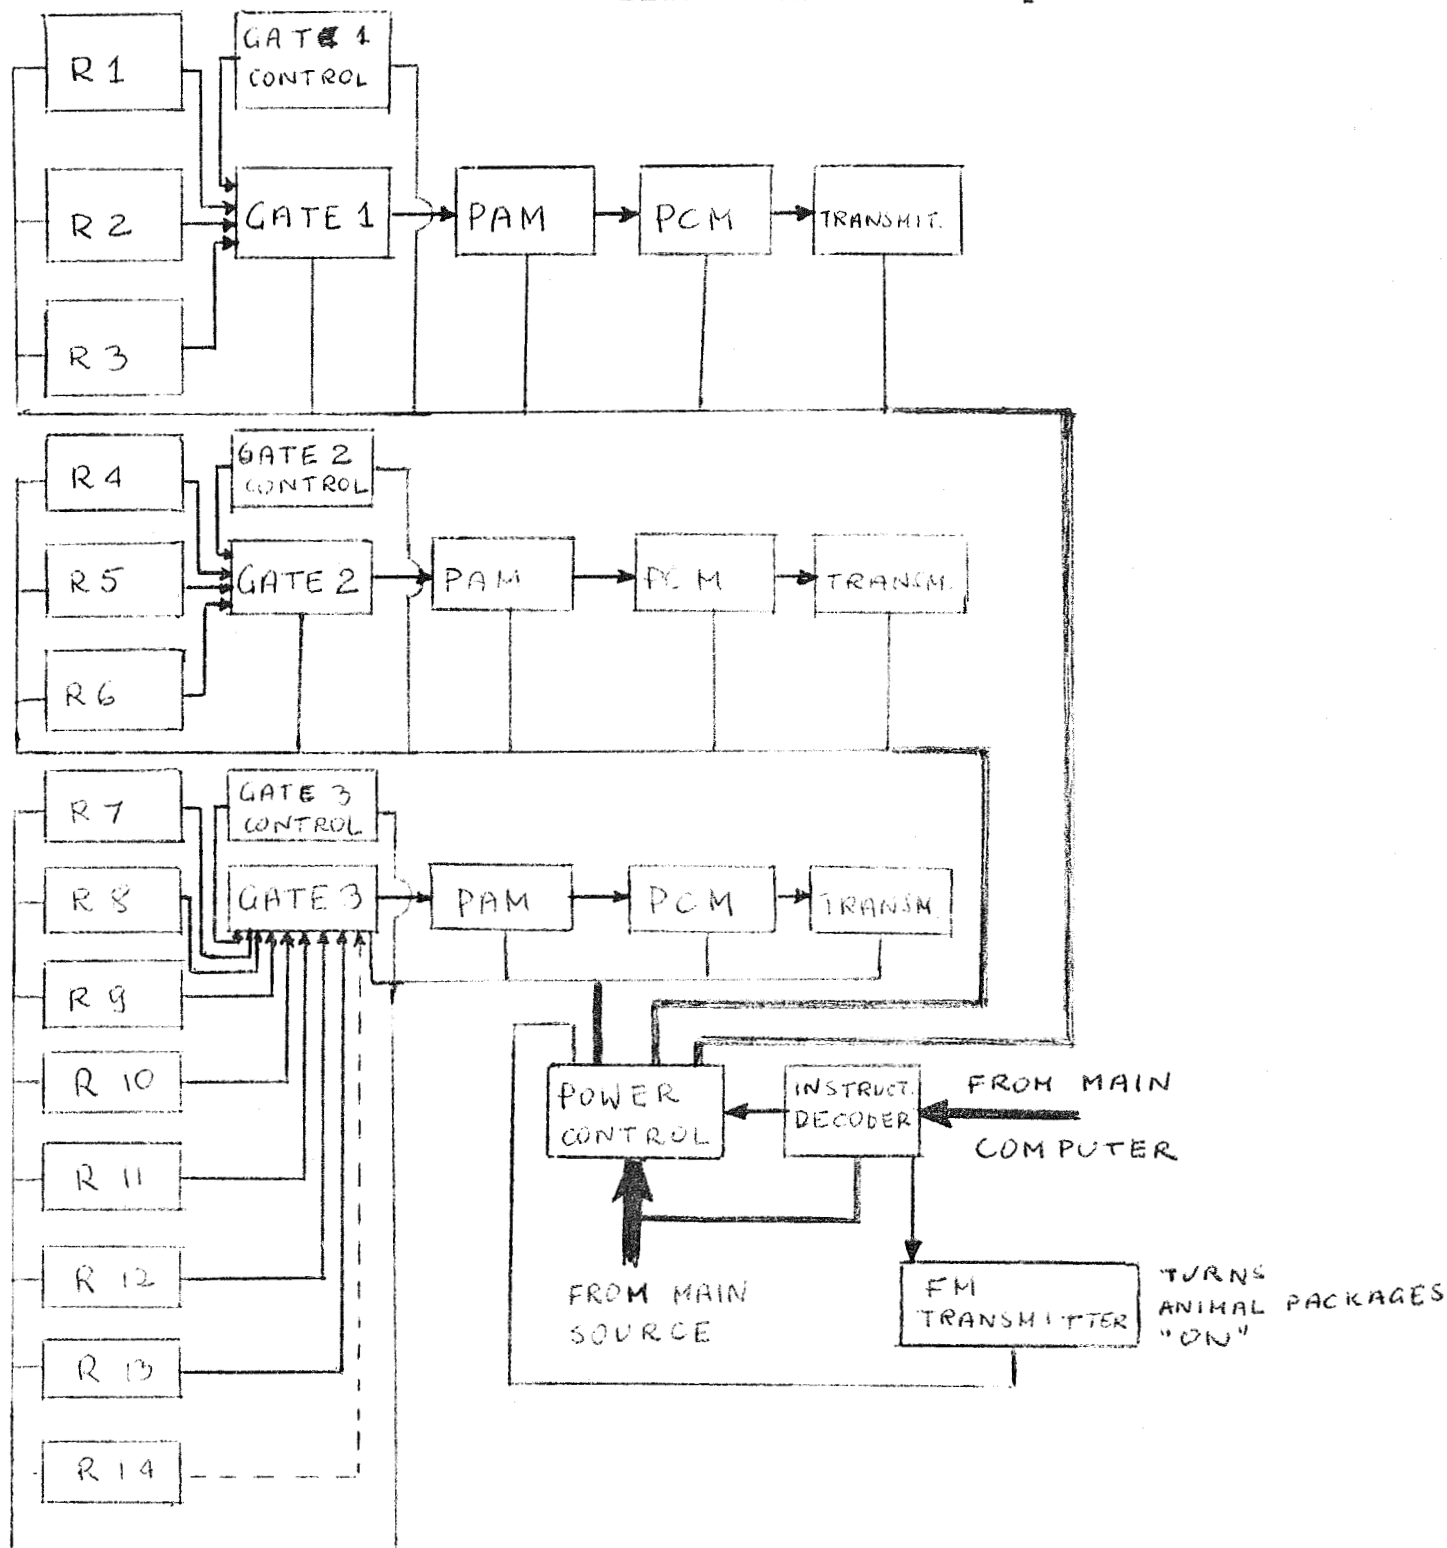 R 1
GATE 1
CONTROL
R 2
GATE 1
PAM
PCM
TRANSMIT.
R 3
R 4
GATE 2
CONTROL
R 5
GATE 2
PAM
PCM
TRANSM.
R 6
R 7
GATE 3
CONTROL
R 8
GATE 3
PAM
PCM
TRANSM.
R 9
R 10
POWER
CONTROL
INSTRUCT.
DECODER
FROM MAIN
COMPUTER
R 11
R 12
FROM MAIN
SOURCE
FM
TRANSMITTER
TURNS
ANIMAL PACKAGES
"ON"
R 13
R 14